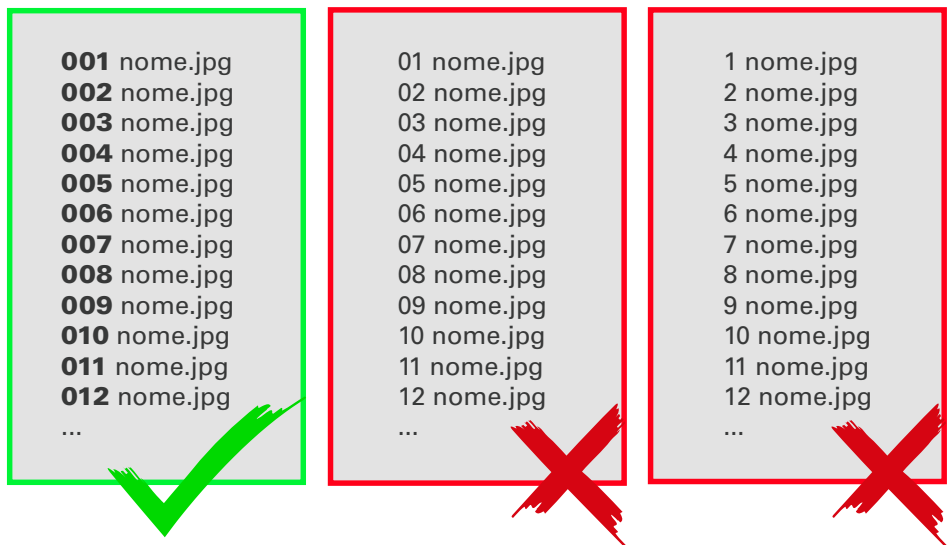 001 nome.jpg
002 nome.jpg
003 nome.jpg
004 nome.jpg
005 nome.jpg
006 nome.jpg
007 nome.jpg
008 nome.jpg
009 nome.jpg
010 nome.jpg
011 nome.jpg
012 nome.jpg
...
01 nome.jpg
02 nome.jpg
03 nome.jpg
04 nome.jpg
05 nome.jpg
06 nome.jpg
07 nome.jpg
08 nome.jpg
09 nome.jpg
10 nome.jpg
11 nome.jpg
12 nome.jpg
...
1 nome.jpg
2 nome.jpg
3 nome.jpg
4 nome.jpg
5 nome.jpg
6 nome.jpg
7 nome.jpg
8 nome.jpg
9 nome.jpg
10 nome.jpg
11 nome.jpg
12 nome.jpg
...